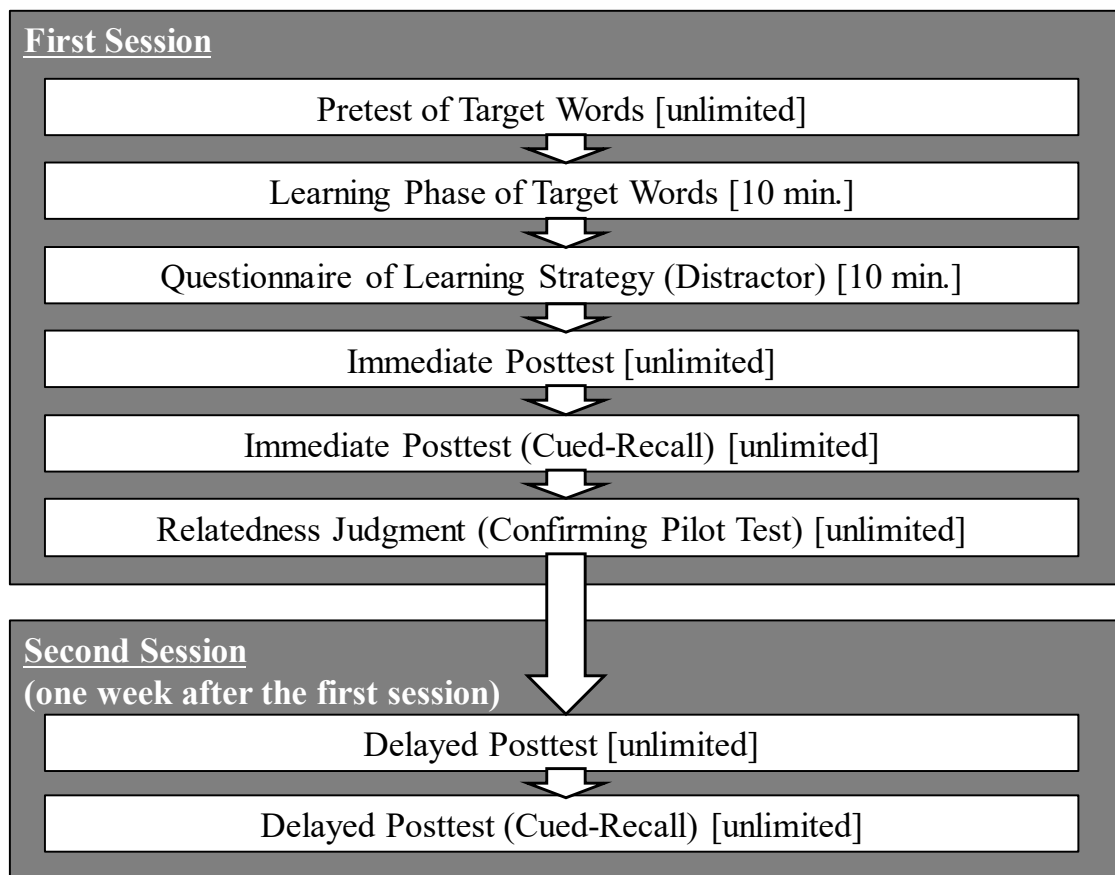 First Session
Pretest of Target Words [unlimited]
Learning Phase of Target Words [10 min.]
Questionnaire of Learning Strategy (Distractor) [10 min.]
Immediate Posttest [unlimited]
Immediate Posttest (Cued-Recall) [unlimited]
Relatedness Judgment (Confirming Pilot Test) [unlimited]
Second Session
(one week after the first session)
Delayed Posttest [unlimited]
Delayed Posttest (Cued-Recall) [unlimited]